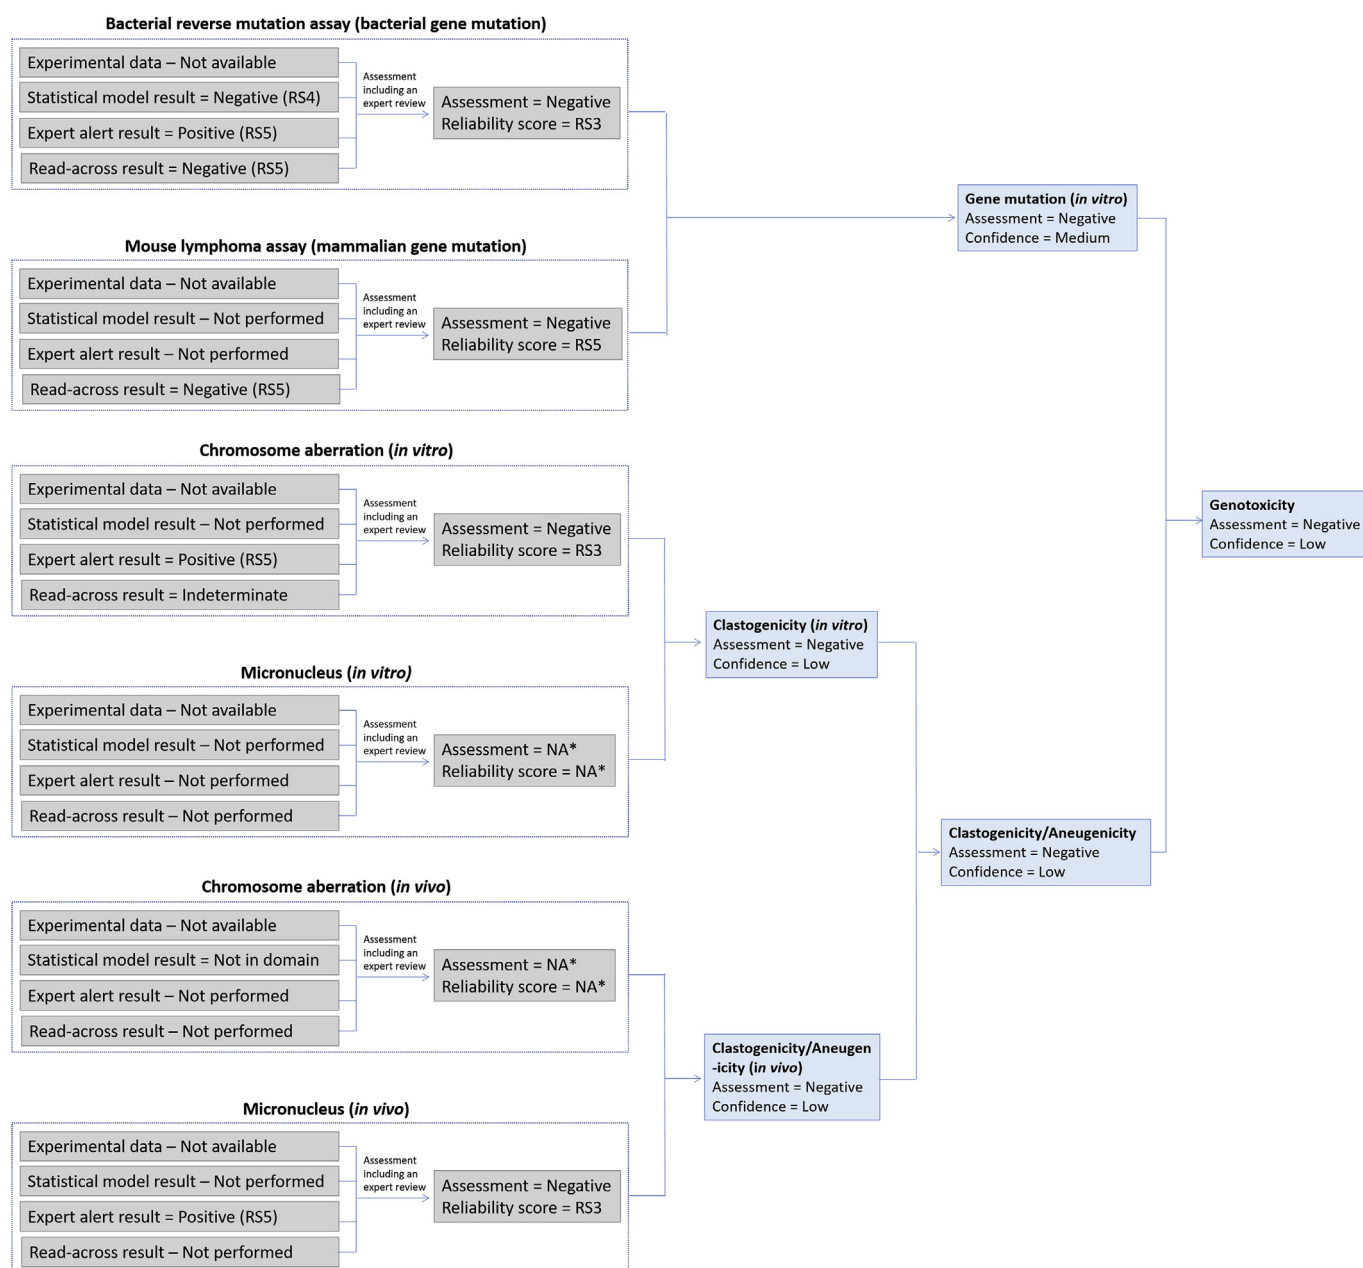 Bacterial reverse mutation assay (bacterial gene mutation)
Experimental data – Not available
Statistical model result = Negative (RS4)
Expert alert result = Positive (RS5)
Read-across result = Negative (RS5)
Assessment
including an
expert review
Assessment = Negative
Reliability score = RS3
Mouse lymphoma assay (mammalian gene mutation)
Experimental data – Not available
Statistical model result – Not performed
Expert alert result – Not performed
Read-across result = Negative (RS5)
Assessment
including an
expert review
Assessment = Negative
Reliability score = RS5
Gene mutation (in vitro)
Assessment = Negative
Confidence = Medium
Chromosome aberration (in vitro)
Experimental data – Not available
Statistical model result – Not performed
Expert alert result = Positive (RS5)
Read-across result = Indeterminate
Assessment
including an
expert review
Assessment = Negative
Reliability score = RS3
Micronucleus (in vitro)
Experimental data – Not available
Statistical model result – Not performed
Expert alert result – Not performed
Read-across result – Not performed
Assessment
including an
expert review
Assessment = NA*
Reliability score = NA*
Clastogenicity (in vitro)
Assessment = Negative
Confidence = Low
Chromosome aberration (in vivo)
Experimental data – Not available
Statistical model result = Not in domain
Expert alert result – Not performed
Read-across result – Not performed
Assessment
including an
expert review
Assessment = NA*
Reliability score = NA*
Micronucleus (in vivo)
Experimental data – Not available
Statistical model result – Not performed
Expert alert result = Positive (RS5)
Read-across result – Not performed
Assessment
including an
expert review
Assessment = Negative
Reliability score = RS3
Clastogenicity/Aneugen
-icity (in vivo)
Assessment = Negative
Confidence = Low
Clastogenicity/Aneugenicity
Assessment = Negative
Confidence = Low
Genotoxicity
Assessment = Negative
Confidence = Low